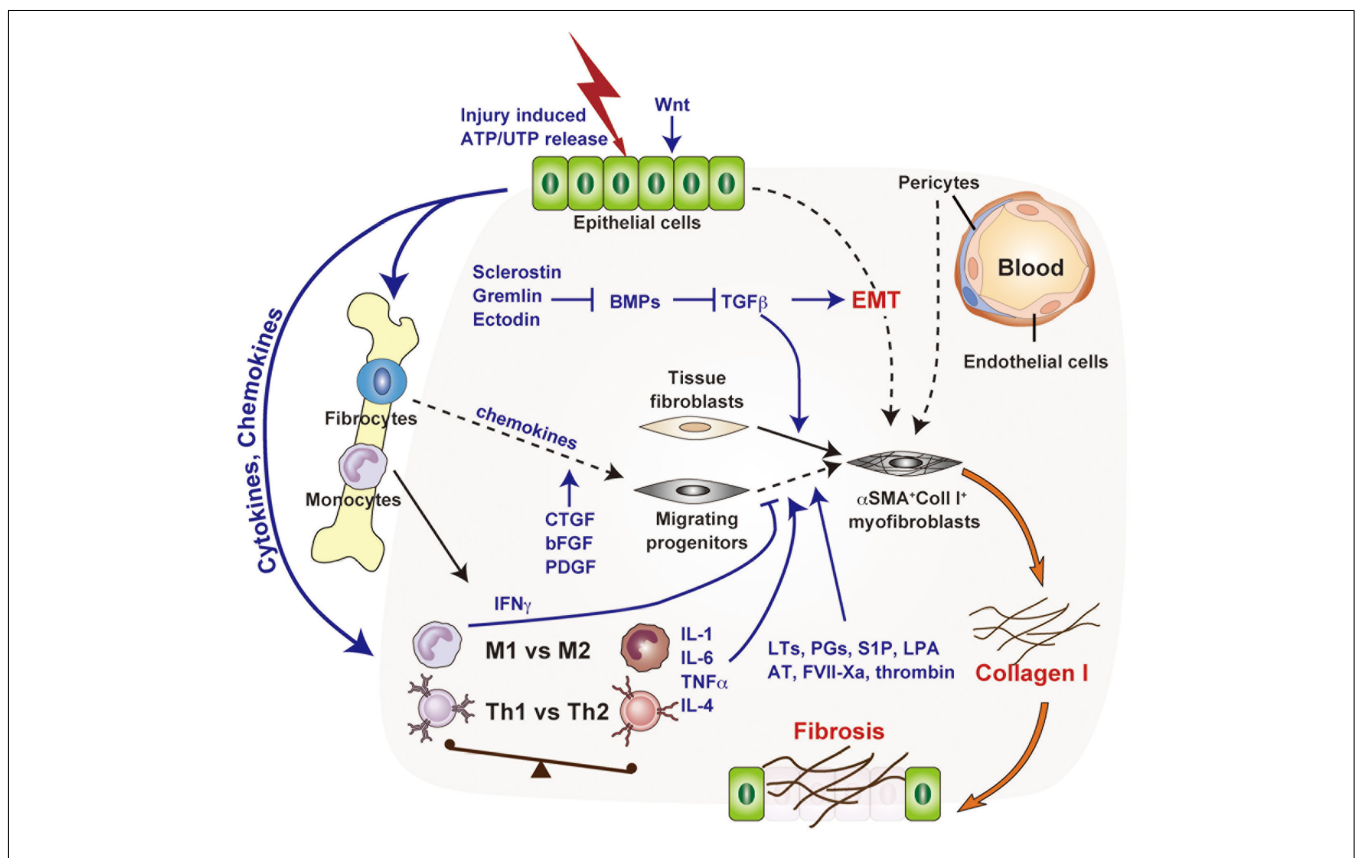 Injury induced
ATP/UTP release
Wnt
Epithelial cells
Pericytes
Blood
Endothelial cells
Sclerostin
Gremlin
Ectodin
BMPs
TGFβ
EMT
Cytokines, Chemokines
Fibrocytes
Monocytes
chemokines
Tissue
fibroblasts
CTGF
bFGF
PDGF
Migrating
progenitors
αSMA⁺Coll I⁺
myofibroblasts
IFNγ
M1 vs M2
IL-1
IL-6
TNFα
IL-4
Th1 vs Th2
LTs, PGs, S1P, LPA
AT, FVII-Xa, thrombin
Collagen I
Fibrosis